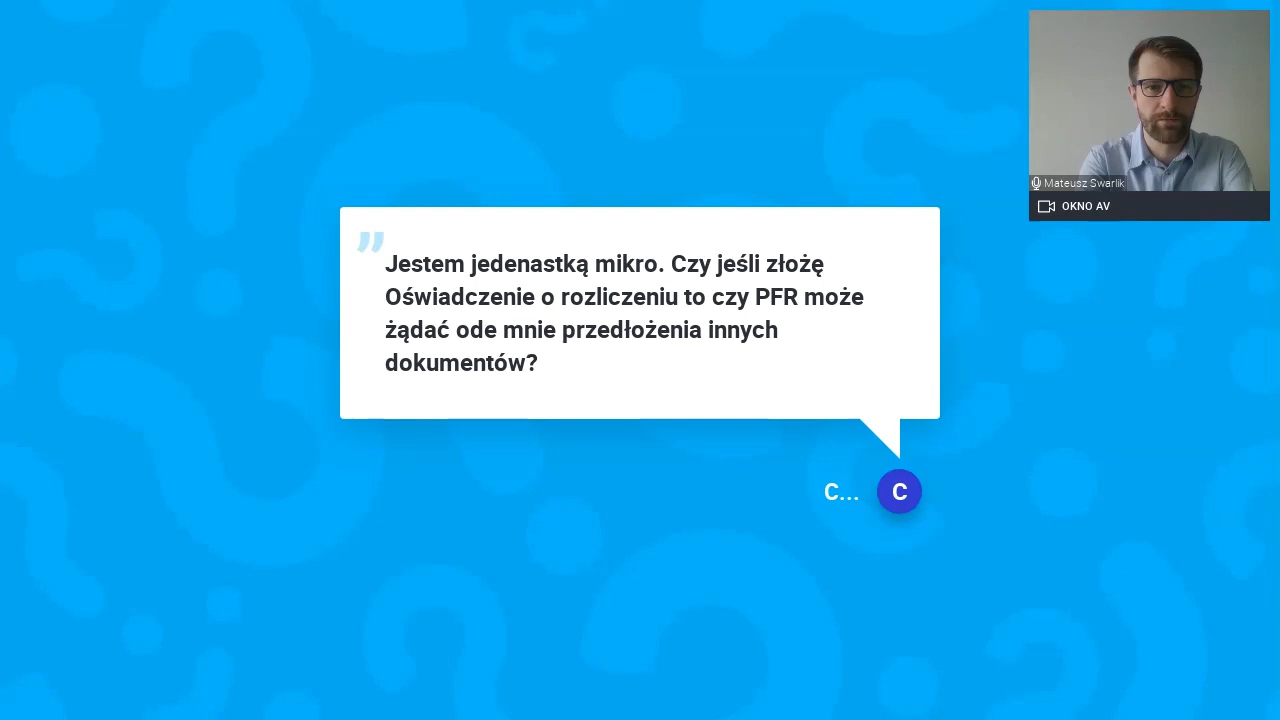 Mateusz Swarlik
OKNO AV
”
Jestem jedenastką mikro. Czy jeśli złożę
Oświadczenie o rozliczeniu to czy PFR może
żądać ode mnie przedłożenia innych
dokumentów?
C... C